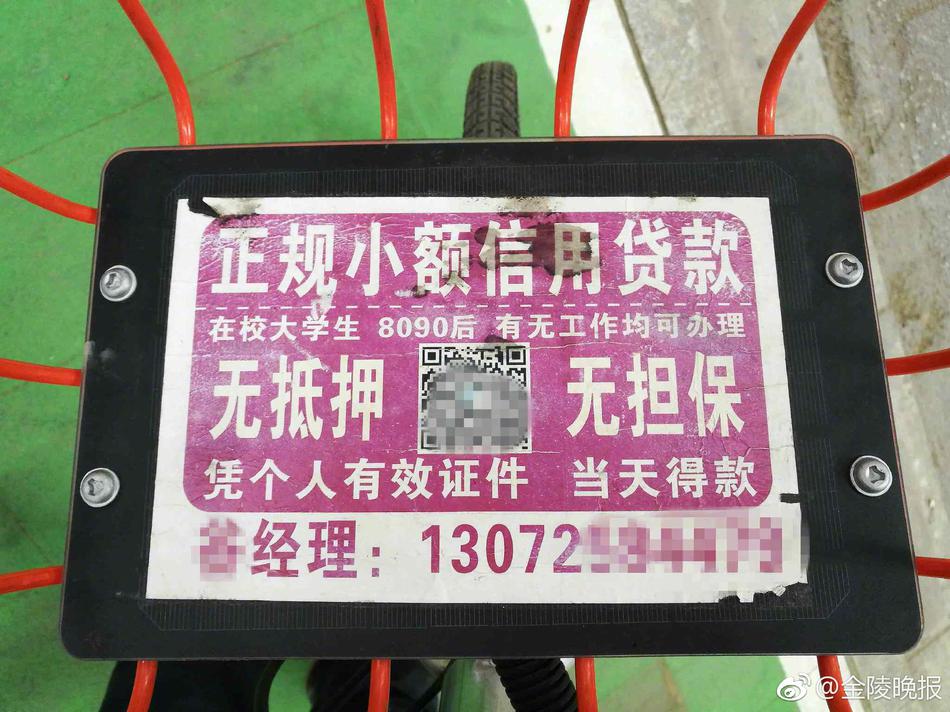 正规小额信用贷款
在校大学生 8090后 有无工作均可办理
无抵押 无担保
凭个人有效证件 当天得款
经理：13072
@金陵晚报